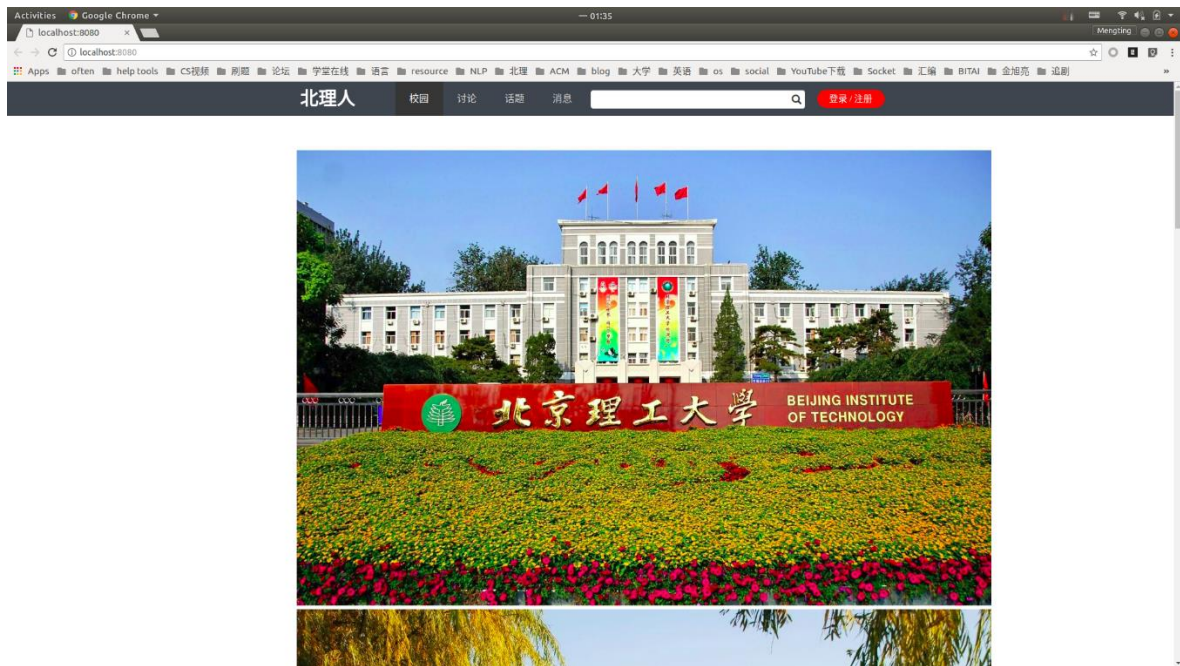 Activities Google Chrome 01:35
localhost:8080 Mengting
localhost:8080
Apps often help tools CS视频 刷题 论坛 学堂在线 语言 resource NLP 北理 ACM blog 大学 英语 os social YouTube下载 Socket 汇编 BITAI 金旭亮 追剧 »
北理人 校园 讨论 话题 消息 登录/注册
北京理工大學 BEIJING INSTITUTE
OF TECHNOLOGY